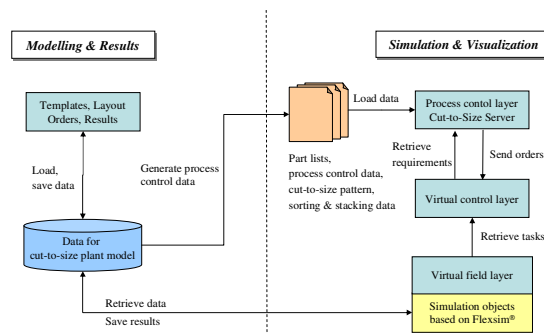 Modelling & Results
Simulation & Visualization
Templates, Layout
Orders, Results
Load,
save data
Generate process
control data
Data for
cut-to-size plant model
Load data
Part lists,
process control data,
cut-to-size pattern,
sorting & stacking data
Process contol layer
Cut-to-Size Server
Retrieve
requirements
Send orders
Virtual control layer
Retrieve tasks
Virtual field layer
Simulation objects
based on Flexsim®
Retrieve data
Save results